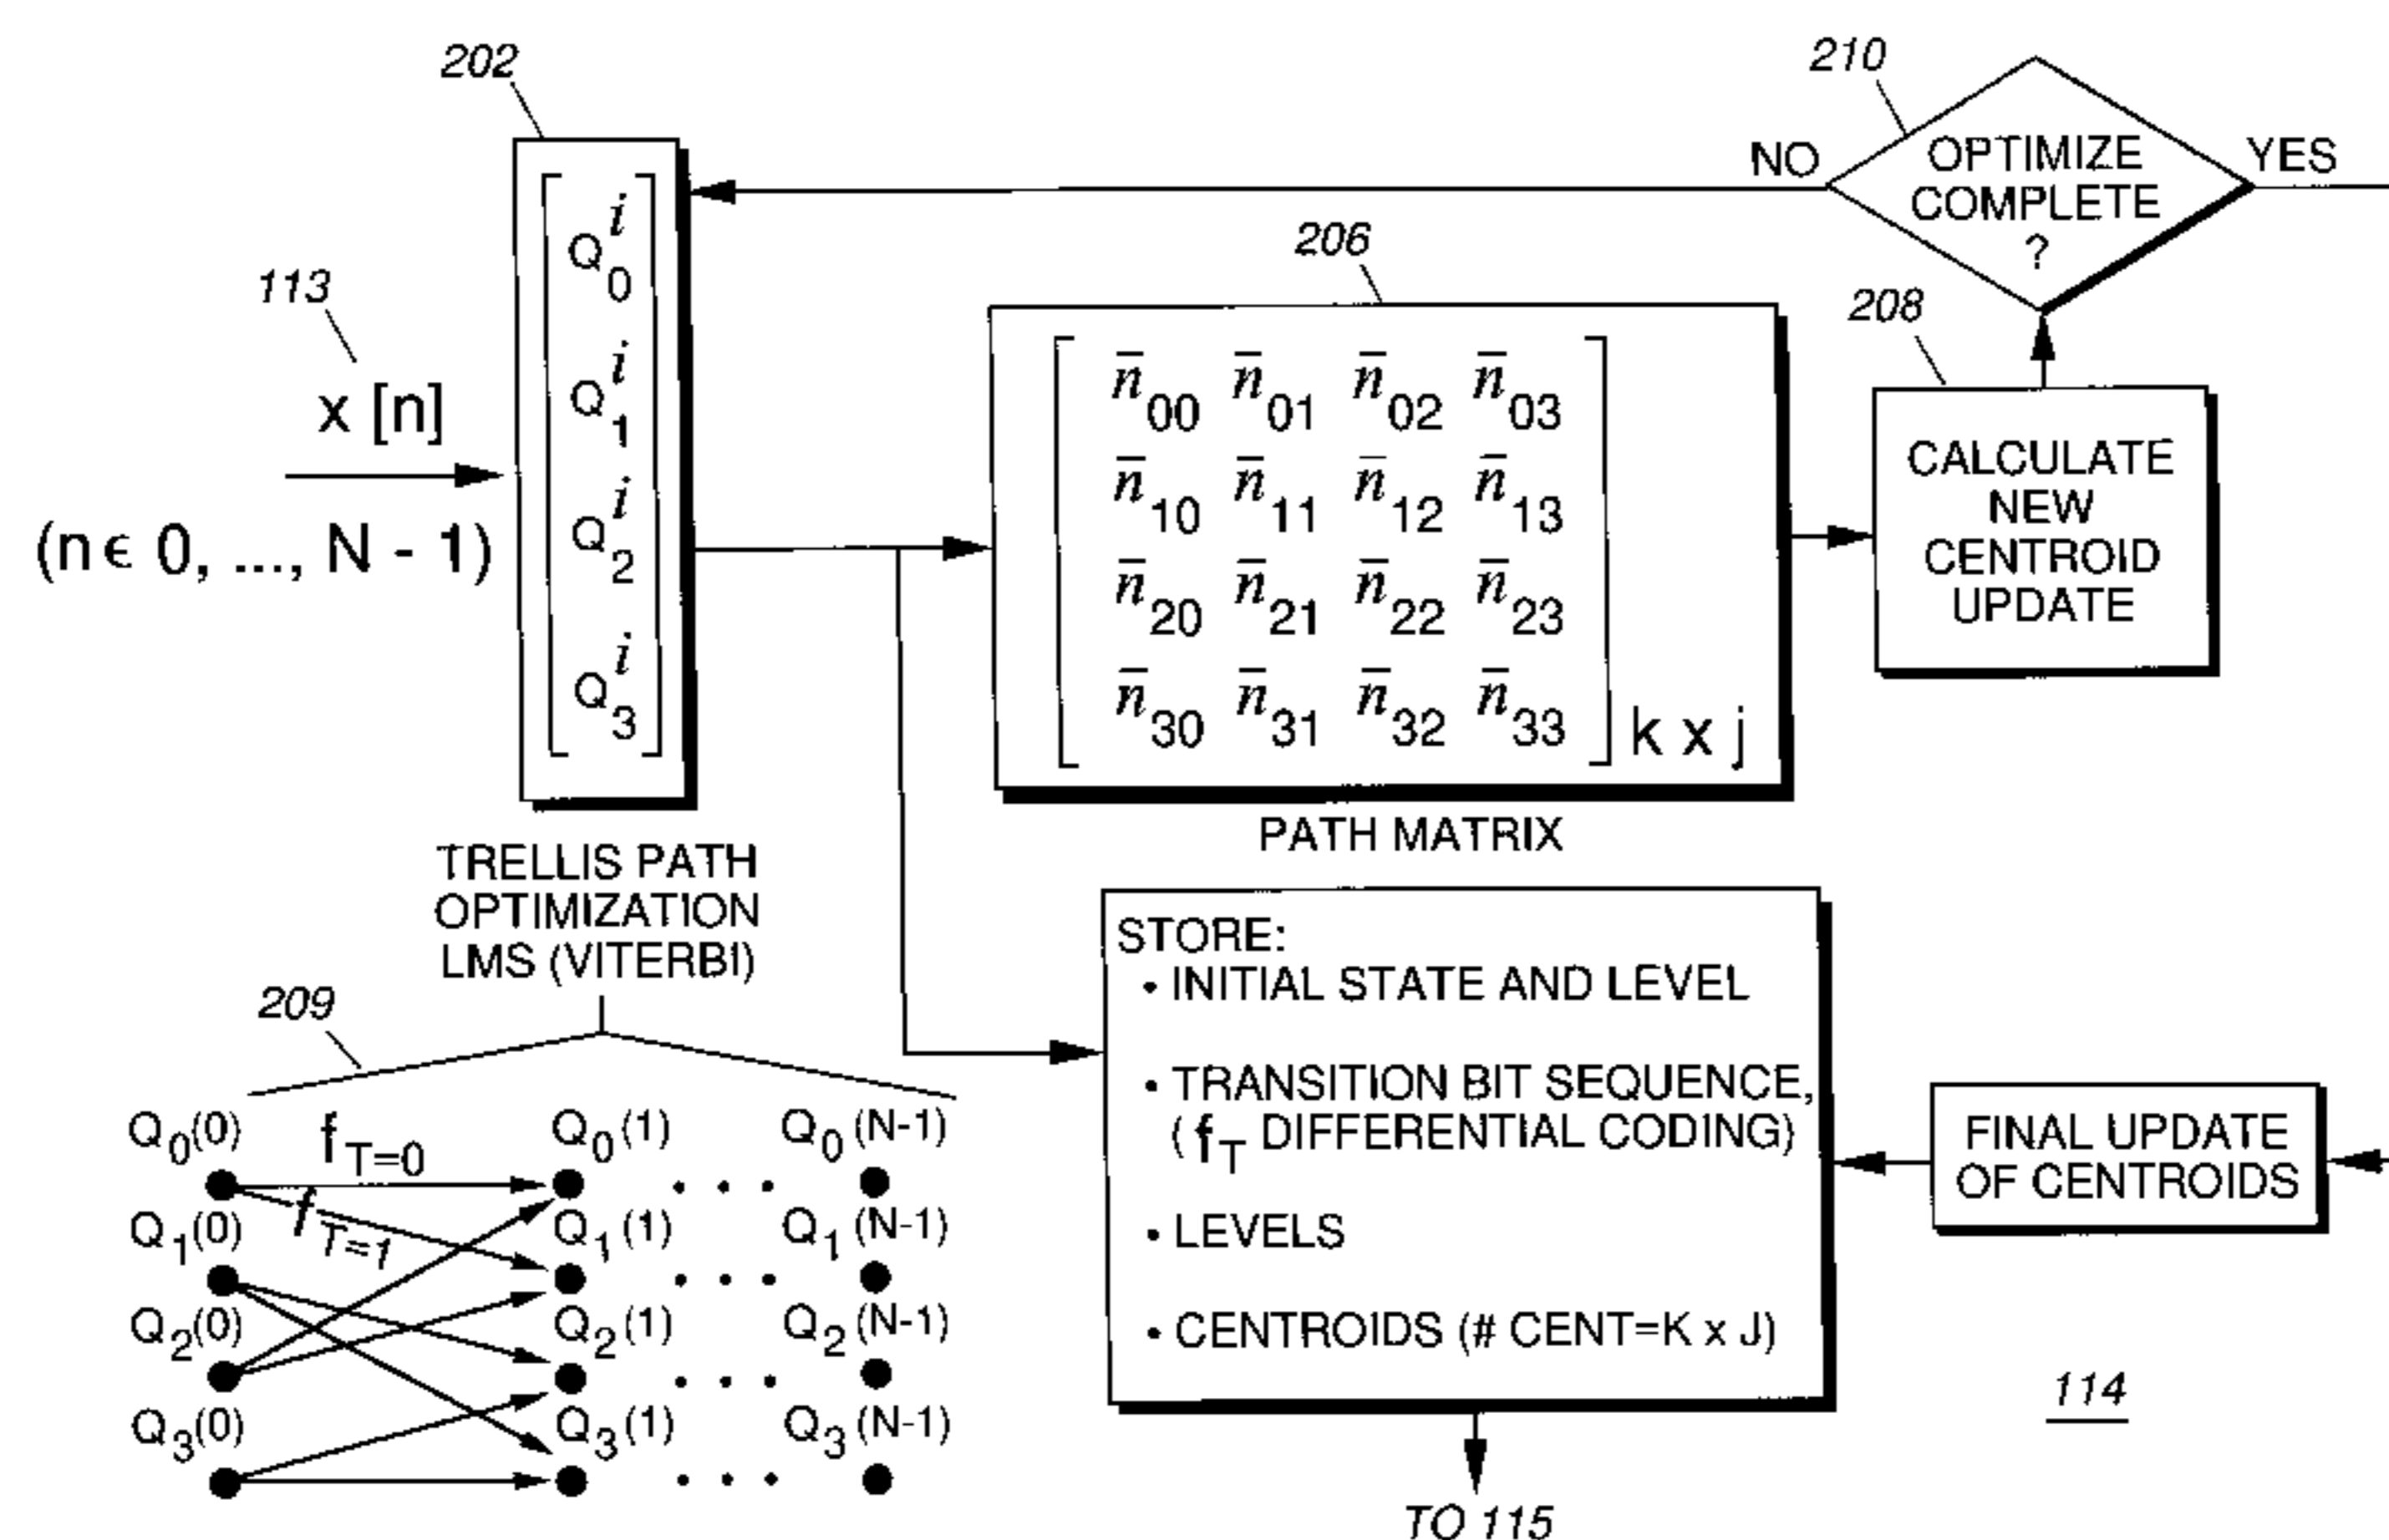 202
Q_0^i
Q_1^i
Q_2^i
Q_3^i
113
x [n]
(n ϵ 0, ..., N - 1)
TRELLIS PATH
OPTIMIZATION
LMS (VITERBI)
206
n̄00 n̄01 n̄02 n̄03
n̄10 n̄11 n̄12 n̄13
n̄20 n̄21 n̄22 n̄23
n̄30 n̄31 n̄32 n̄33
k x j
PATH MATRIX
208
CALCULATE
NEW
CENTROID
UPDATE
210
NO
OPTIMIZE
COMPLETE
?
YES
209
Q0(0) fT=0 Q0(1) Q0(N-1)
fT=1
Q1(0) Q1(1) Q1(N-1)
Q2(0) Q2(1) Q2(N-1)
Q3(0) Q3(1) Q3(N-1)
STORE:
• INITIAL STATE AND LEVEL
• TRANSITION BIT SEQUENCE,
( fT DIFFERENTIAL CODING)
• LEVELS
• CENTROIDS (# CENT=K x J)
FINAL UPDATE
OF CENTROIDS
114
TO 115